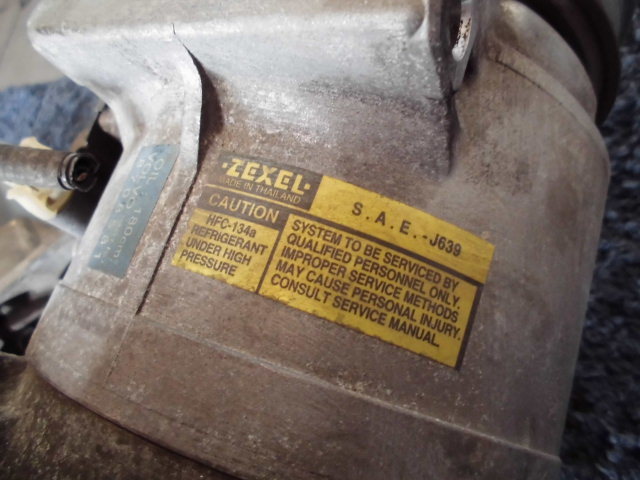 ZEXEL
MADE IN THAILAND
S.A.E.-J639
CAUTION
HFC-134a
REFRIGERANT
UNDER HIGH
PRESSURE
SYSTEM TO BE SERVICED BY
QUALIFIED PERSONNEL ONLY.
IMPROPER SERVICE METHODS
MAY CAUSE PERSONAL INJURY.
CONSULT SERVICE MANUAL
OIL